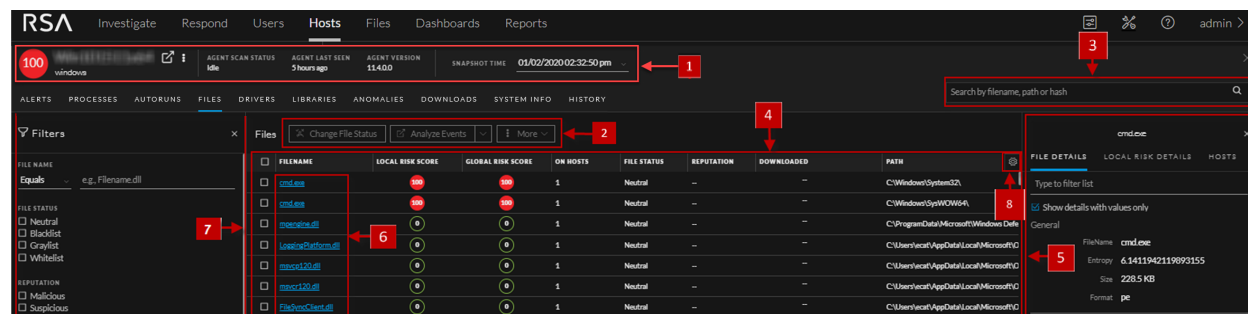 RSA Investigate Respond Users Hosts Files Dashboards Reports admin
3
100 AGENT SCAN STATUS AGENT LAST SEEN AGENT VERSION SNAPSHOT TIME 01/02/2020 02:32:50 pm 1
windows Idle 5 hours ago 11.4.0.0
ALERTS PROCESSES AUTORUNS FILES DRIVERS LIBRARIES ANOMALIES DOWNLOADS SYSTEM INFO HISTORY Search by filename, path or hash
4
Filters × Files Change File Status Analyze Events More 2 cmd.exe ×
FILE NAME FILENAME LOCAL RISK SCORE GLOBAL RISK SCORE ON HOSTS FILE STATUS REPUTATION DOWNLOADED PATH FILE DETAILS LOCAL RISK DETAILS HOSTS
Equals e.g., Filename.dll cmd.exe 100 100 1 Neutral -- -- C:\Windows\System32\ Type to filter list
cmd.exe 100 100 1 Neutral -- -- C:\Windows\SysWOW64\ 8
FILE STATUS Show details with values only
Neutral mpengine.dll 0 0 1 Neutral -- -- C:\ProgramData\Microsoft\Windows Defe General
Blacklist 7 6
Graylist LoggingPlatform.dll 0 0 1 Neutral -- -- C:\Users\ecat\AppData\Local\Microsoft\O FileName cmd.exe
Whitelist msvcp120.dll 0 0 1 Neutral -- -- C:\Users\ecat\AppData\Local\Microsoft\O 5 Entropy 6.1411942119893155
REPUTATION msvcr120.dll 0 0 1 Neutral -- -- C:\Users\ecat\AppData\Local\Microsoft\O Size 228.5 KB
Malicious Format pe
Suspicious FileSyncClient.dll 0 0 1 Neutral -- -- C:\Users\ecat\AppData\Local\Microsoft\O